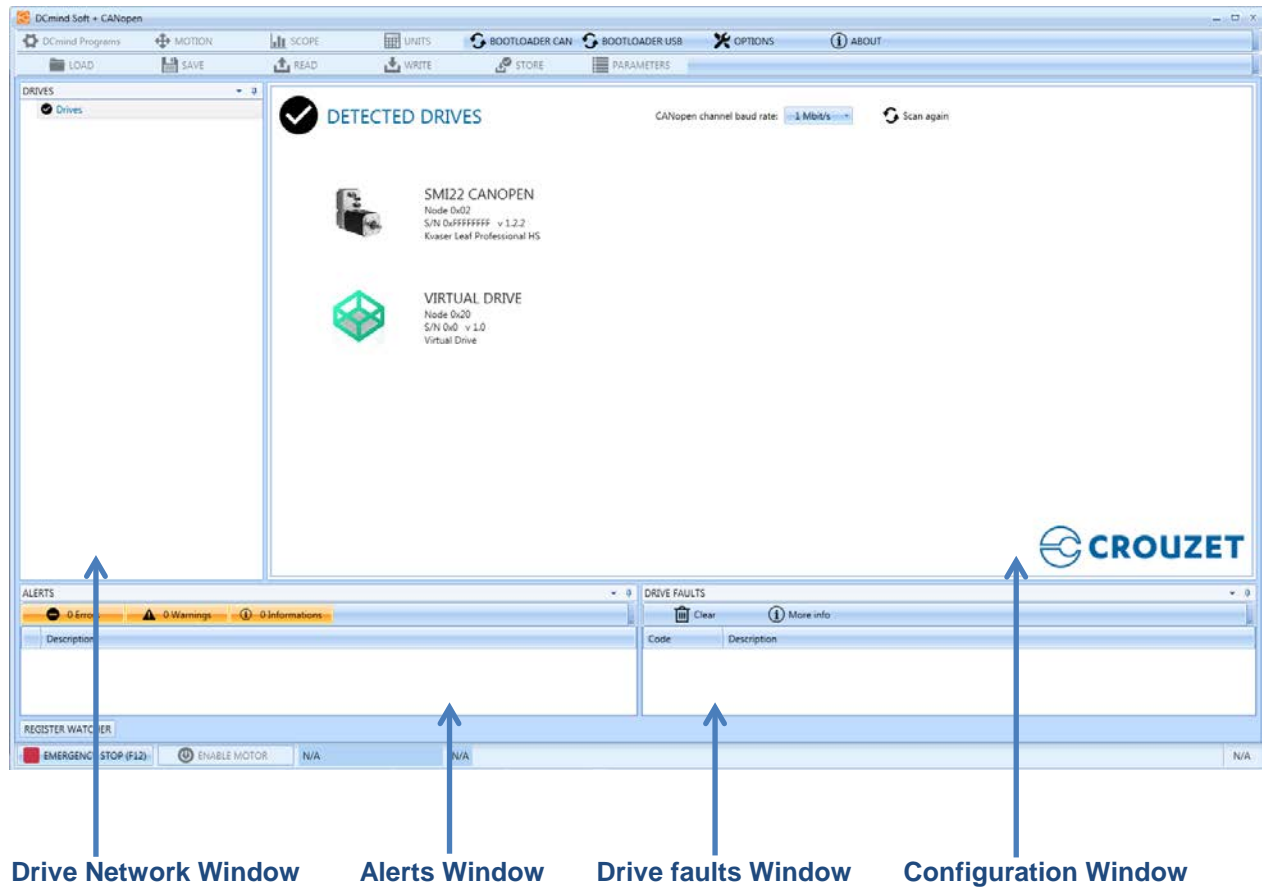 DCmind Soft + CANopen
DCmind Programs MOTION SCOPE UNITS BOOTLOADER CAN BOOTLOADER USB OPTIONS ABOUT
LOAD SAVE READ WRITE STORE PARAMETERS
DRIVES
Drives
DETECTED DRIVES CANopen channel baud rate: 1 Mbit/s Scan again
SMI22 CANOPEN
Node 0x02
S/N 0xFFFFFFFF v 1.2.2
Kvaser Leaf Professional HS
VIRTUAL DRIVE
Node 0x20
S/N 0x0 v 1.0
Virtual Drive
CROUZET
ALERTS DRIVE FAULTS
0 Errors 0 Warnings 0 Informations Clear More info
Description Code Description
REGISTER WATCHER
EMERGENCY STOP (F12) ENABLE MOTOR N/A N/A N/A
Drive Network Window Alerts Window Drive faults Window Configuration Window